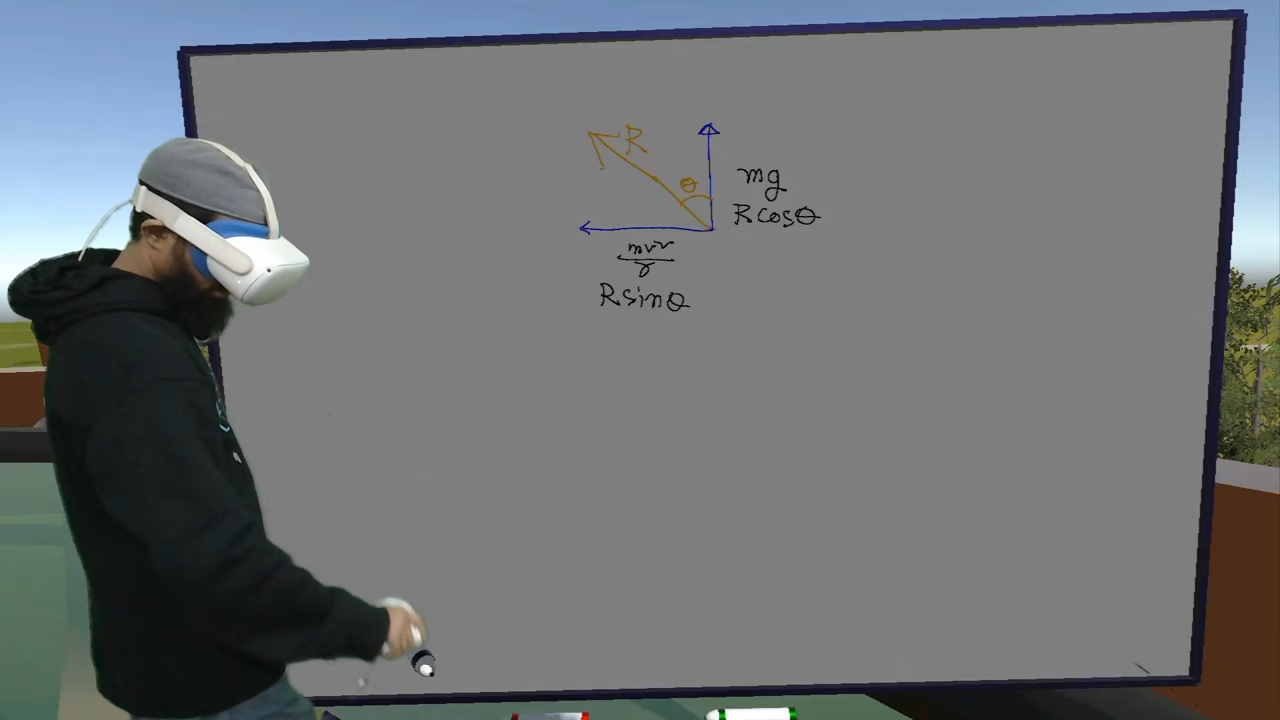 R
θ
mg
Rcosθ
mv²/r
Rsinθ